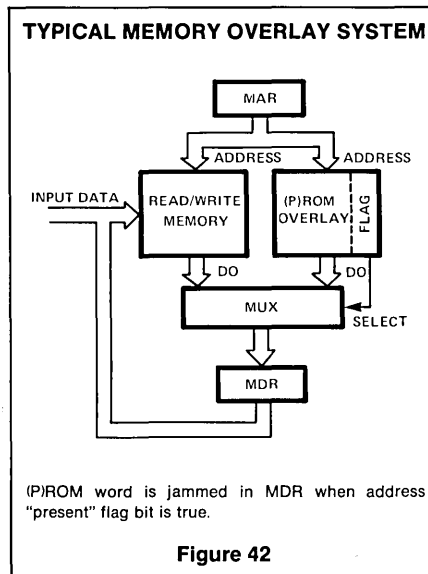 TYPICAL MEMORY OVERLAY SYSTEM
MAR
ADDRESS
ADDRESS
INPUT DATA
READ/WRITE
MEMORY
(P)ROM
OVERLAY
FLAG
DO
DO
MUX
SELECT
MDR
(P)ROM word is jammed in MDR when address
"present" flag bit is true.
Figure 42